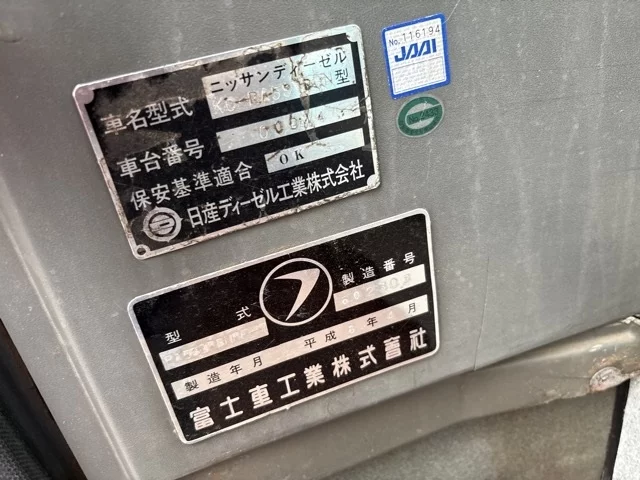 車名型式 ニッサンディーゼル
型
車台番号
保安基準適合 OK
日産ディーゼル工業株式会社
No. 116194
JAAI
型 式
製造番号
製造年月 平成 8年 4月
富士重工業株式會社